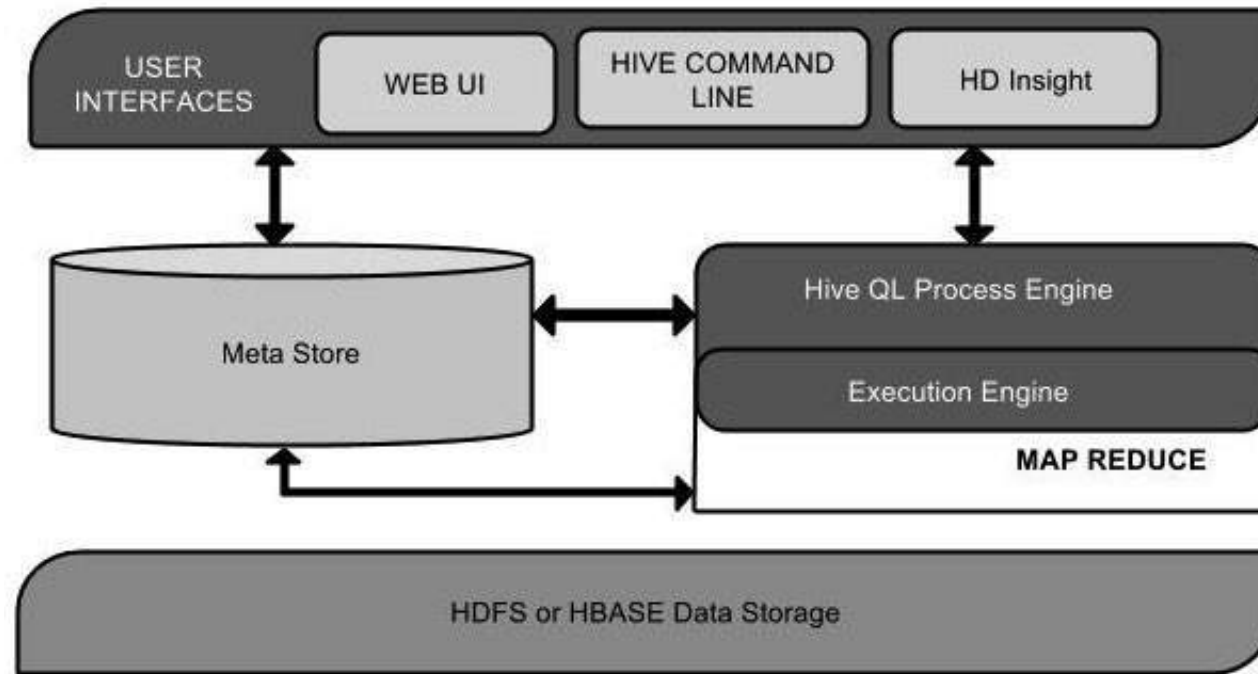 USER
INTERFACES
WEB UI
HIVE COMMAND
LINE
HD Insight
Meta Store
Hive QL Process Engine
Execution Engine
MAP REDUCE
HDFS or HBASE Data Storage